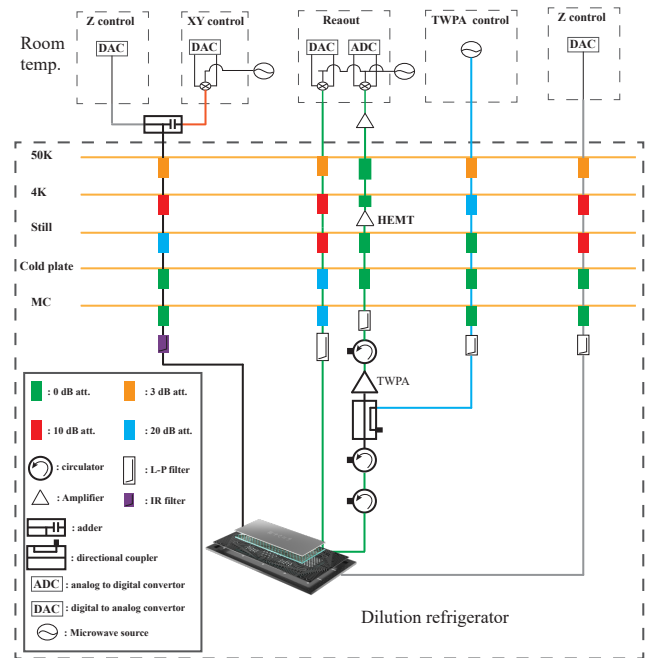 Z control
XY control
Reaout
TWPA control
Z control
Room
temp.
DAC
DAC
DAC
ADC
DAC
50K
4K
HEMT
Still
Cold plate
MC
TWPA
: 0 dB att.
: 3 dB att.
: 10 dB att.
: 20 dB att.
: circulator
: L-P filter
: Amplifier
: IR filter
: adder
: directional coupler
ADC : analog to digital convertor
DAC : digital to analog convertor
: Microwave source
Dilution refrigerator